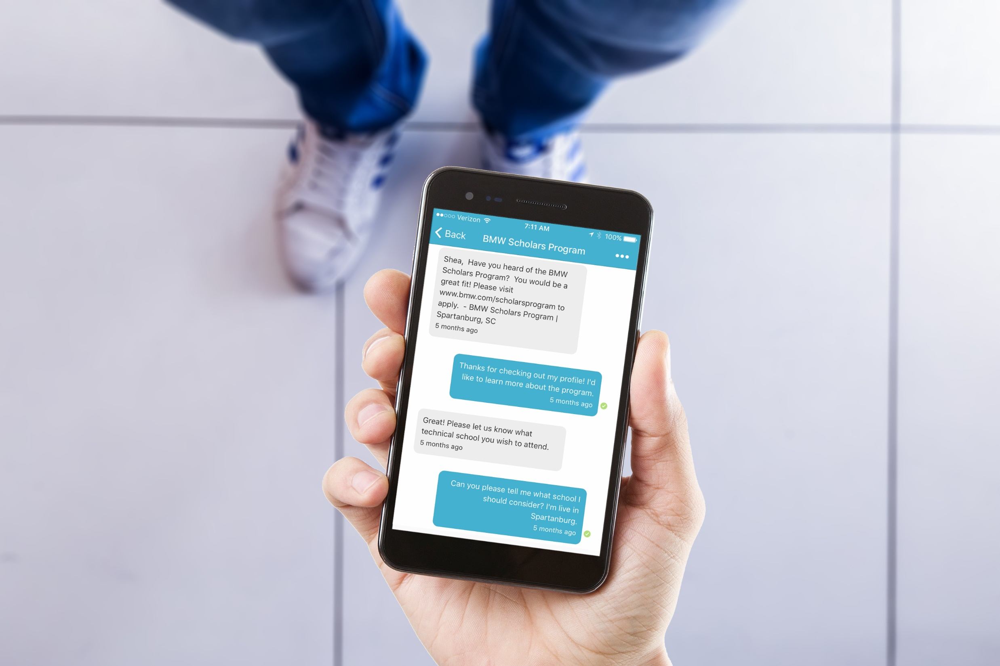 Verizon 7:11 AM 100%
Back BMW Scholars Program
Shea,  Have you heard of the BMW
Scholars Program?  You would be a
great fit! Please visit
www.bmw.com/scholarsprogram to
apply.  - BMW Scholars Program |
Spartanburg, SC
5 months ago
Thanks for checking out my profile! I'd
like to learn more about the program.
5 months ago
Great! Please let us know what
technical school you wish to attend.
5 months ago
Can you please tell me what school I
should consider? I'm live in
Spartanburg.
5 months ago